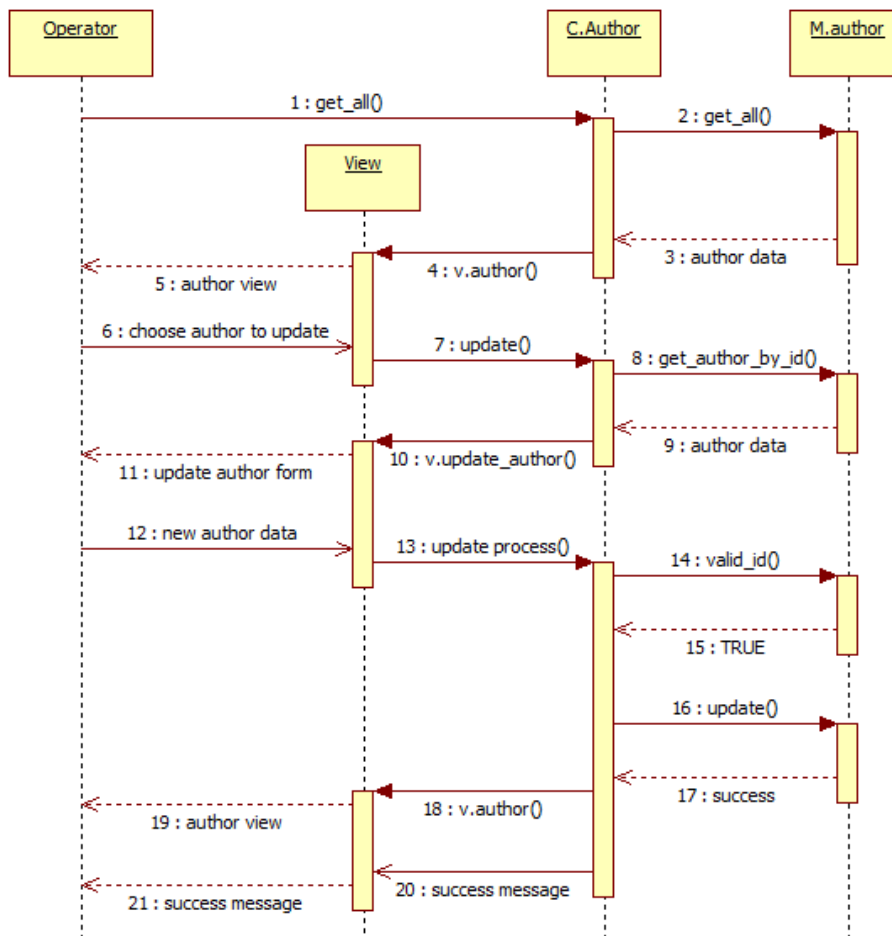 Operator
C.Author
M.author
1 : get_all()
2 : get_all()
View
3 : author data
4 : v.author()
5 : author view
6 : choose author to update
7 : update()
8 : get_author_by_id()
9 : author data
10 : v.update_author()
11 : update author form
12 : new author data
13 : update process()
14 : valid_id()
15 : TRUE
16 : update()
17 : success
18 : v.author()
19 : author view
20 : success message
21 : success message